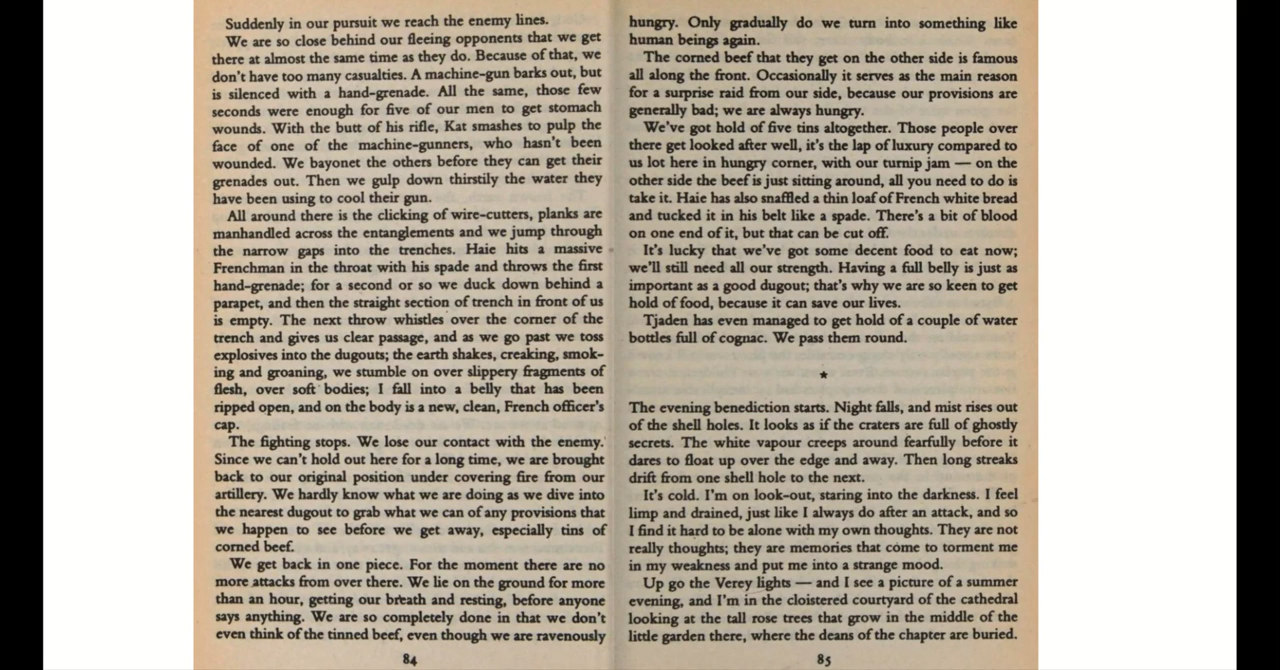 Suddenly in our pursuit we reach the enemy lines.
We are so close behind our fleeing opponents that we get
there at almost the same time as they do. Because of that, we
don't have too many casualties. A machine-gun barks out, but
is silenced with a hand-grenade. All the same, those few
seconds were enough for five of our men to get stomach
wounds. With the butt of his rifle, Kat smashes to pulp the
face of one of the machine-gunners, who hasn't been
wounded. We bayonet the others before they can get their
grenades out. Then we gulp down thirstily the water they
have been using to cool their gun.
All around there is the clicking of wire-cutters, planks are
manhandled across the entanglements and we jump through
the narrow gaps into the trenches. Haie hits a massive
Frenchman in the throat with his spade and throws the first
hand-grenade; for a second or so we duck down behind a
parapet, and then the straight section of trench in front of us
is empty. The next throw whistles over the corner of the
trench and gives us clear passage, and as we go past we toss
explosives into the dugouts; the earth shakes, creaking, smok-
ing and groaning, we stumble on over slippery fragments of
flesh, over soft bodies; I fall into a belly that has been
ripped open, and on the body is a new, clean, French officer's
cap.
The fighting stops. We lose our contact with the enemy.
Since we can't hold out here for a long time, we are brought
back to our original position under covering fire from our
artillery. We hardly know what we are doing as we dive into
the nearest dugout to grab what we can of any provisions that
we happen to see before we get away, especially tins of
corned beef.
We get back in one piece. For the moment there are no
more attacks from over there. We lie on the ground for more
than an hour, getting our breath and resting, before anyone
says anything. We are so completely done in that we don't
even think of the tinned beef, even though we are ravenously
84
hungry. Only gradually do we turn into something like
human beings again.
The corned beef that they get on the other side is famous
all along the front. Occasionally it serves as the main reason
for a surprise raid from our side, because our provisions are
generally bad; we are always hungry.
We've got hold of five tins altogether. Those people over
there get looked after well, it's the lap of luxury compared to
us lot here in hungry corner, with our turnip jam — on the
other side the beef is just sitting around, all you need to do is
take it. Haie has also snaffled a thin loaf of French white bread
and tucked it in his belt like a spade. There's a bit of blood
on one end of it, but that can be cut off.
It's lucky that we've got some decent food to eat now;
we'll still need all our strength. Having a full belly is just as
important as a good dugout; that's why we are so keen to get
hold of food, because it can save our lives.
Tjaden has even managed to get hold of a couple of water
bottles full of cognac. We pass them round.
★
The evening benediction starts. Night falls, and mist rises out
of the shell holes. It looks as if the craters are full of ghostly
secrets. The white vapour creeps around fearfully before it
dares to float up over the edge and away. Then long streaks
drift from one shell hole to the next.
It's cold. I'm on look-out, staring into the darkness. I feel
limp and drained, just like I always do after an attack, and so
I find it hard to be alone with my own thoughts. They are not
really thoughts; they are memories that come to torment me
in my weakness and put me into a strange mood.
Up go the Verey lights — and I see a picture of a summer
evening, and I'm in the cloistered courtyard of the cathedral
looking at the tall rose trees that grow in the middle of the
little garden there, where the deans of the chapter are buried.
85